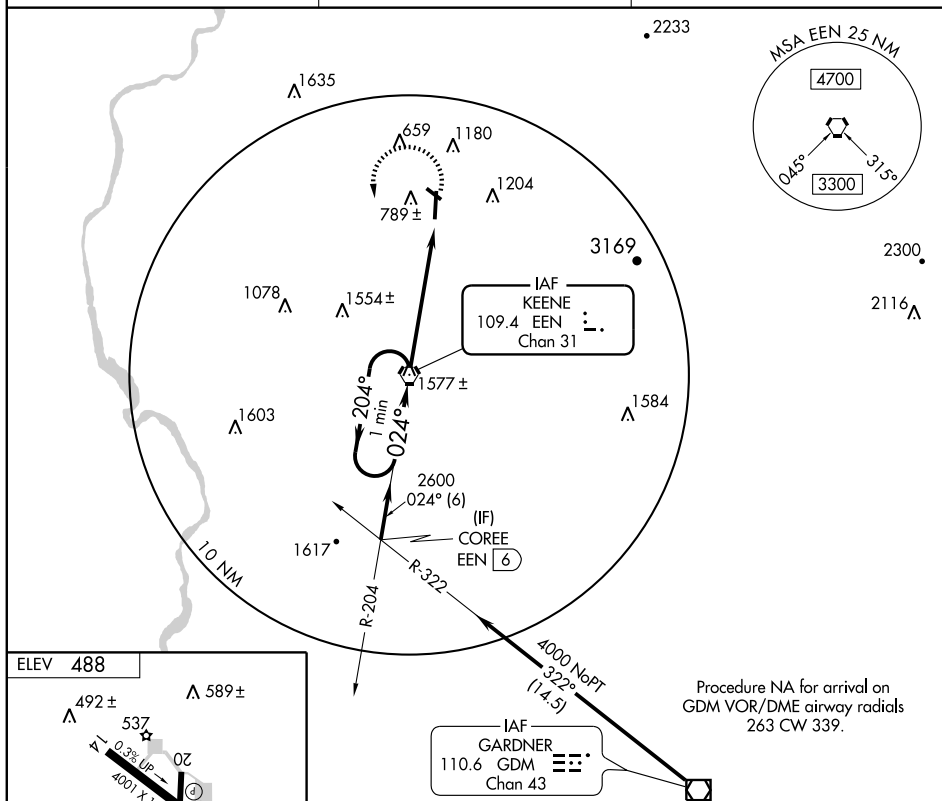 2233
MSA EEN 25 NM
4700
045°
315°
3300
1635
659
1180
1204
789 ±
3169
2300
2116
1078
1554 ±
IAF
KEENE
109.4 EEN
Chan 31
1577 ±
204°
1 min
024°
1603
1584
2600
024° (6)
(IF)
COREE
EEN 6
1617
10 NM
R-322
R-204
4000 NoPT
322°
(14.5)
Procedure NA for arrival on
GDM VOR/DME airway radials
263 CW 339.
IAF
GARDNER
110.6 GDM
Chan 43
ELEV 488
492 ±
589 ±
537
14
0.3% UP
20
P